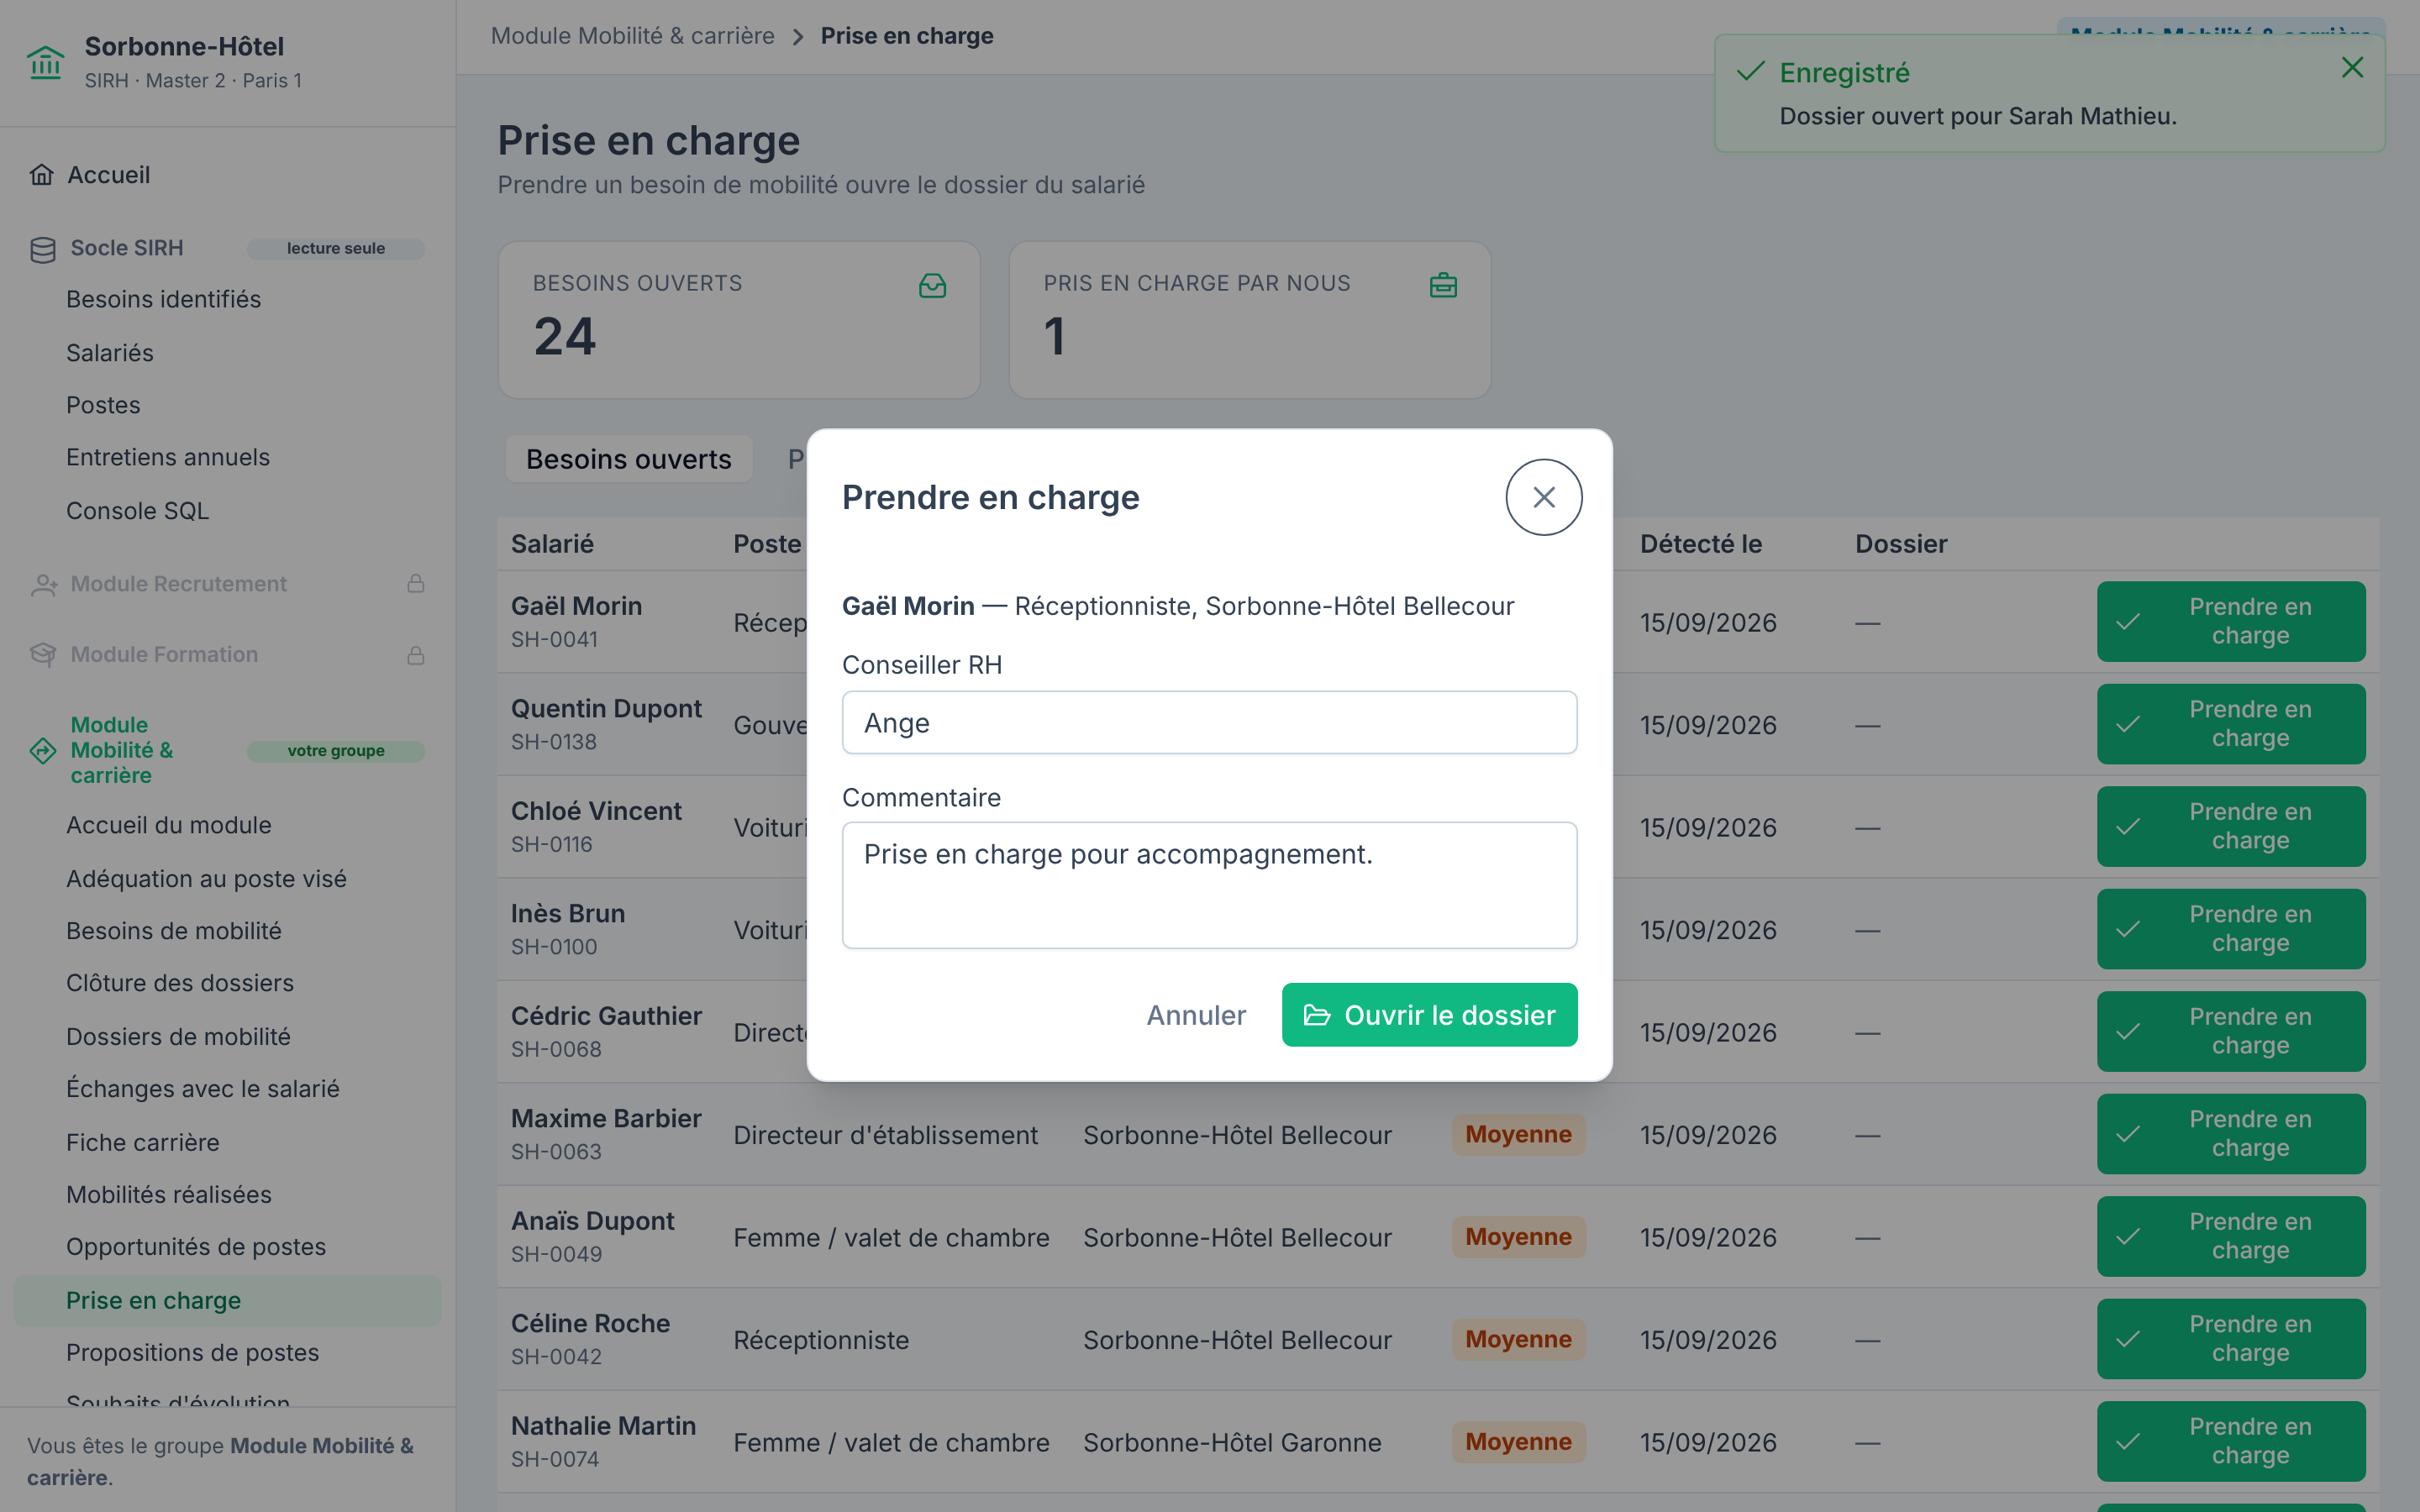 Sorbonne-Hôtel
SIRH · Master 2 · Paris 1
Accueil
Socle SIRH
lecture seule
Besoins identifiés
Salariés
Postes
Entretiens annuels
Console SQL
Module Recrutement
Module Formation
Module
Mobilité &
carrière
votre groupe
Accueil du module
Adéquation au poste visé
Besoins de mobilité
Clôture des dossiers
Dossiers de mobilité
Échanges avec le salarié
Fiche carrière
Mobilités réalisées
Opportunités de postes
Prise en charge
Propositions de postes
Souhaits d'évolution
Vous êtes le groupe Module Mobilité &
carrière.
Module Mobilité & carrière > Prise en charge
Module Mobilité & carrière
Enregistré
Dossier ouvert pour Sarah Mathieu.
Prise en charge
Prendre un besoin de mobilité ouvre le dossier du salarié
BESOINS OUVERTS
24
PRIS EN CHARGE PAR NOUS
1
Besoins ouverts
P
Salarié Poste Détecté le Dossier
Gaël Morin
SH-0041
Récep
15/09/2026
—
Prendre en
charge
Quentin Dupont
SH-0138
Gouve
15/09/2026
—
Prendre en
charge
Chloé Vincent
SH-0116
Voituri
15/09/2026
—
Prendre en
charge
Inès Brun
SH-0100
Voituri
15/09/2026
—
Prendre en
charge
Cédric Gauthier
SH-0068
Directe
15/09/2026
—
Prendre en
charge
Maxime Barbier
SH-0063
Directeur d'établissement
Sorbonne-Hôtel Bellecour
Moyenne
15/09/2026
—
Prendre en
charge
Anaïs Dupont
SH-0049
Femme / valet de chambre
Sorbonne-Hôtel Bellecour
Moyenne
15/09/2026
—
Prendre en
charge
Céline Roche
SH-0042
Réceptionniste
Sorbonne-Hôtel Bellecour
Moyenne
15/09/2026
—
Prendre en
charge
Nathalie Martin
SH-0074
Femme / valet de chambre
Sorbonne-Hôtel Garonne
Moyenne
15/09/2026
—
Prendre en
charge
Prendre en charge
Gaël Morin — Réceptionniste, Sorbonne-Hôtel Bellecour
Conseiller RH
Ange
Commentaire
Prise en charge pour accompagnement.
Annuler
Ouvrir le dossier